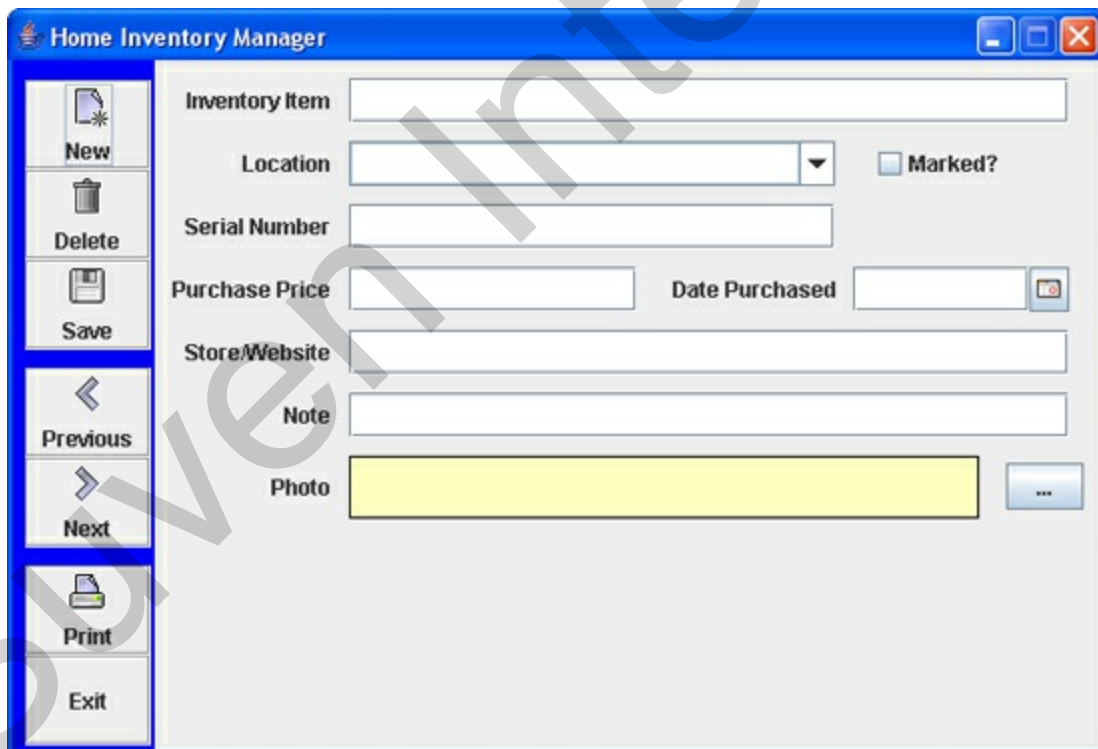 Home Inventory Manager
New
Delete
Save
Previous
Next
Print
Exit
Inventory Item
Location
Marked?
Serial Number
Purchase Price
Date Purchased
Store/Website
Note
Photo
...